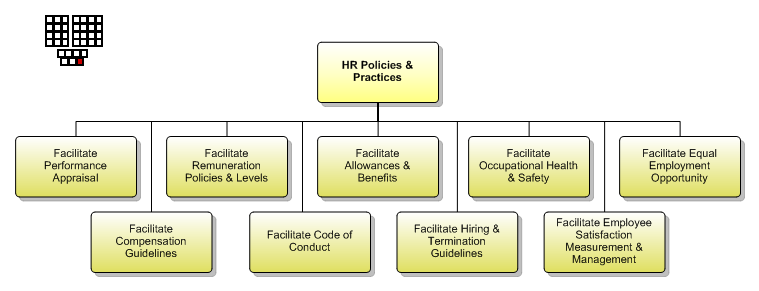 HR Policies &
Practices
Facilitate
Performance
Appraisal
Facilitate
Remuneration
Policies & Levels
Facilitate
Allowances &
Benefits
Facilitate
Occupational Health
& Safety
Facilitate Equal
Employment
Opportunity
Facilitate
Compensation
Guidelines
Facilitate Code of
Conduct
Facilitate Hiring &
Termination
Guidelines
Facilitate Employee
Satisfaction
Measurement &
Management